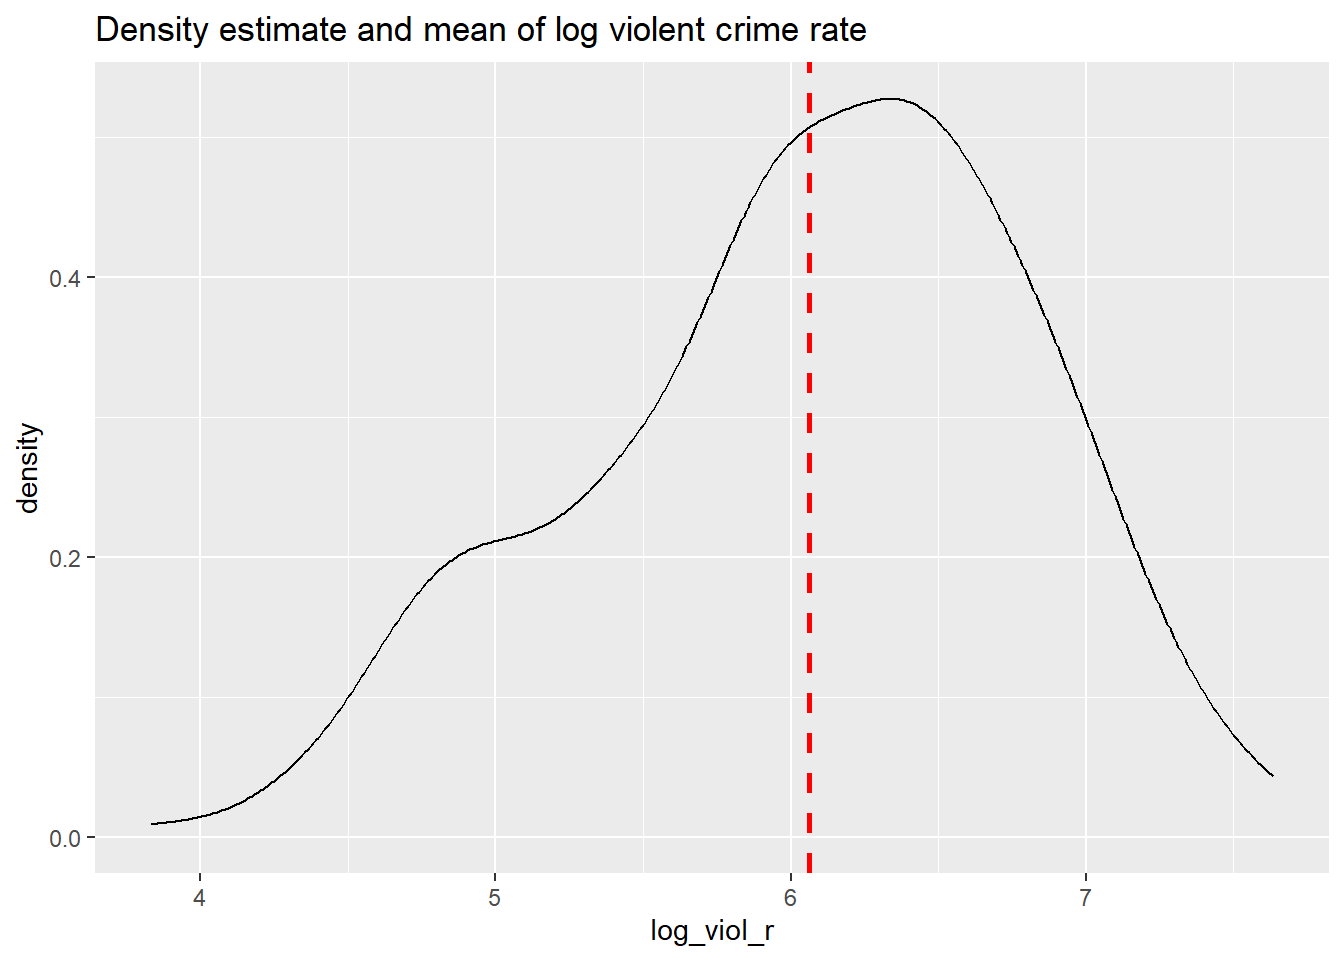 Density estimate and mean of log violent crime rate
density
0.4
0.2
0.0
4 5 6 7
log_viol_r